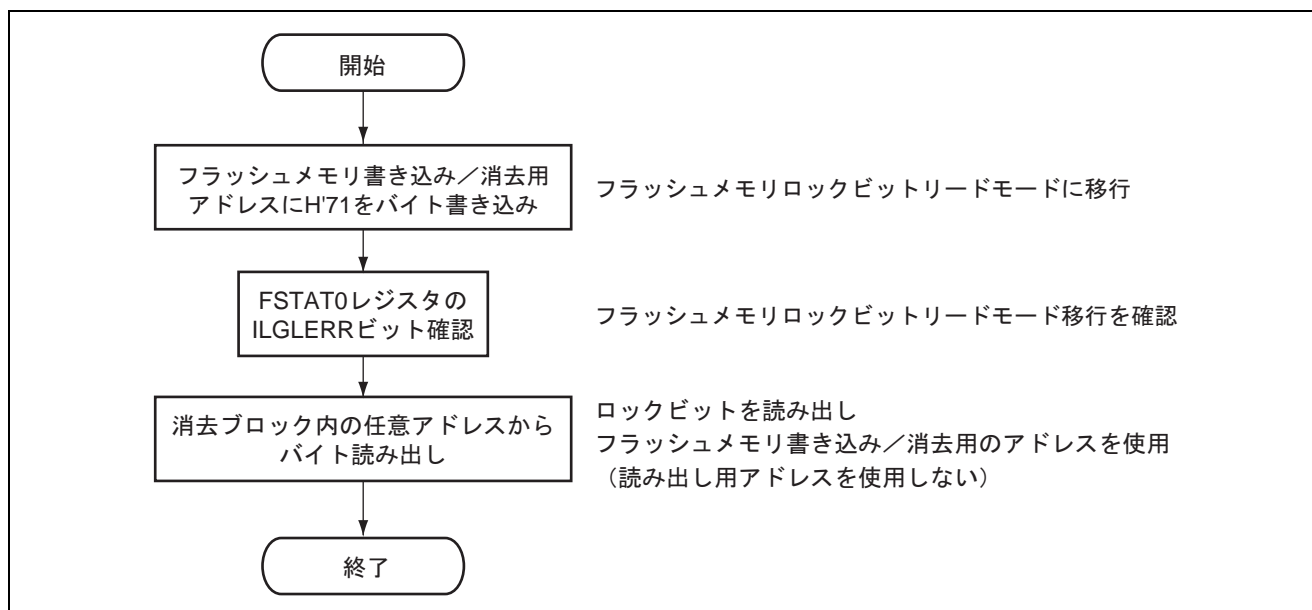 開始
フラッシュメモリ書き込み／消去用
アドレスにH'71をバイト書き込み
フラッシュメモリロックビットリードモードに移行
FSTAT0レジスタの
ILGLERRビット確認
フラッシュメモリロックビットリードモード移行を確認
消去ブロック内の任意アドレスから
バイト読み出し
ロックビットを読み出し
フラッシュメモリ書き込み／消去用のアドレスを使用
（読み出し用アドレスを使用しない）
終了